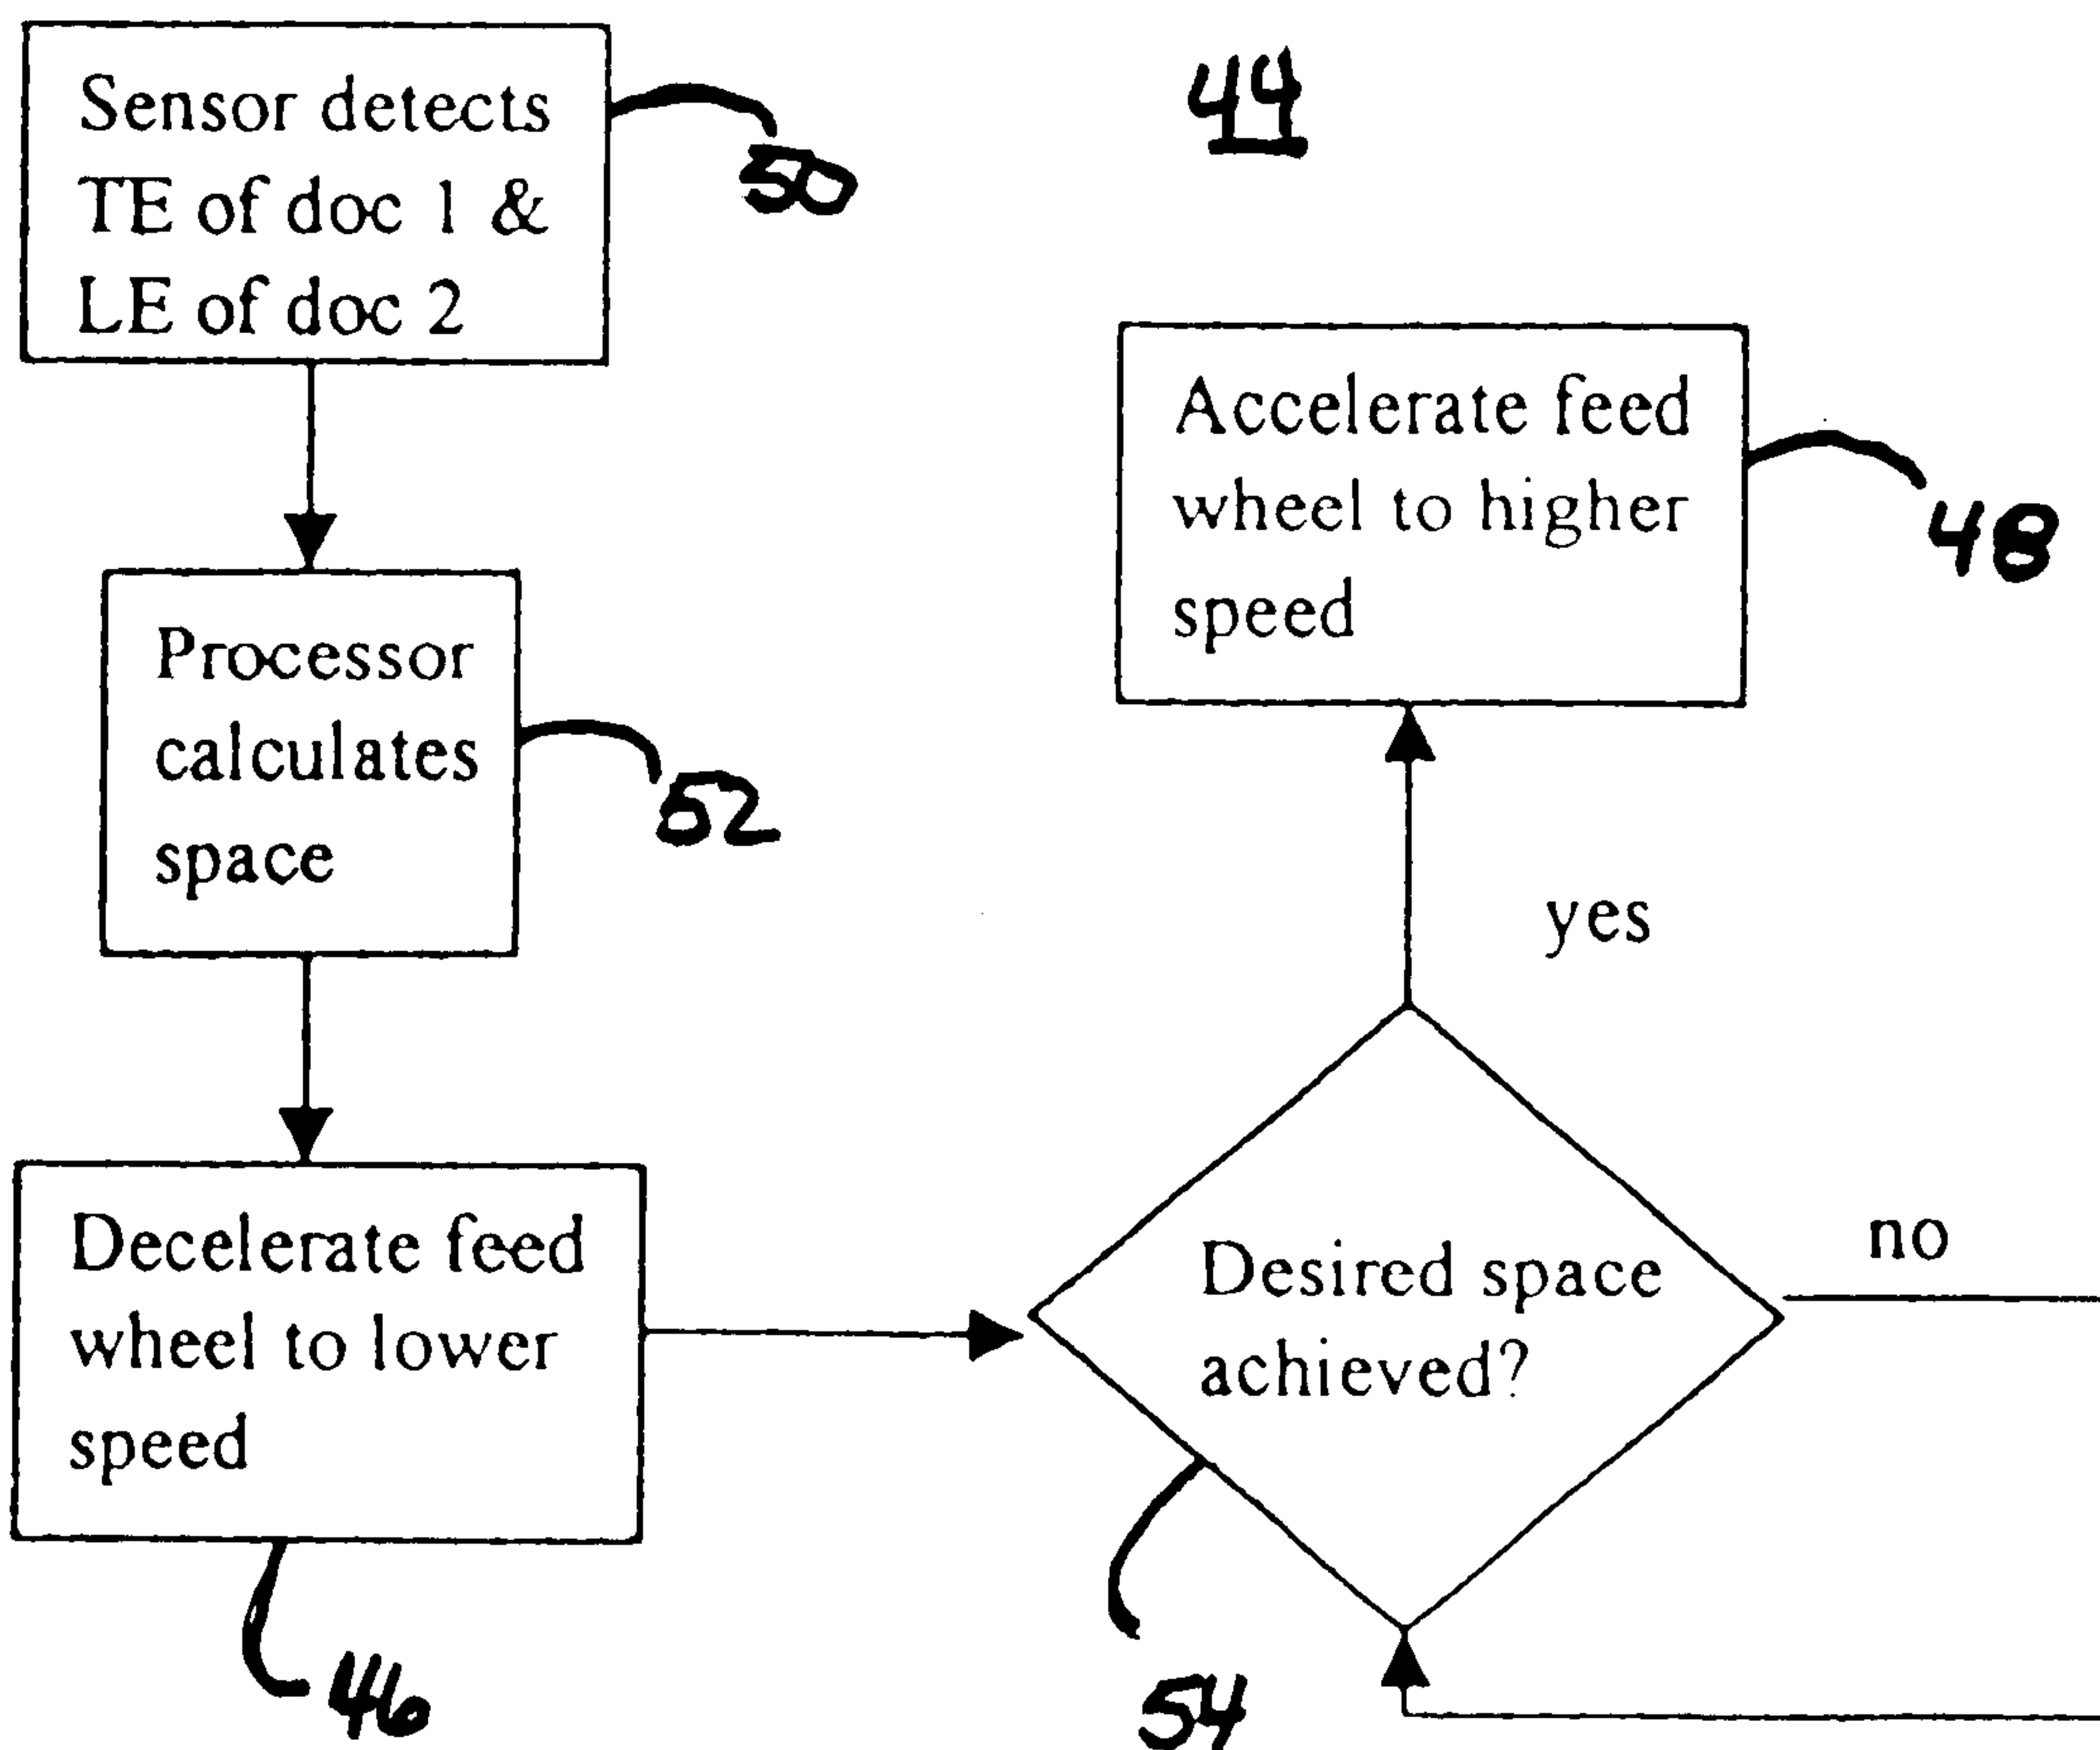 Sensor detects
TE of doc 1 &
LE of doc 2
50
44
Processor
calculates
space
52
Decelerate feed
wheel to lower
speed
46
Accelerate feed
wheel to higher
speed
48
yes
Desired space
achieved?
no
54